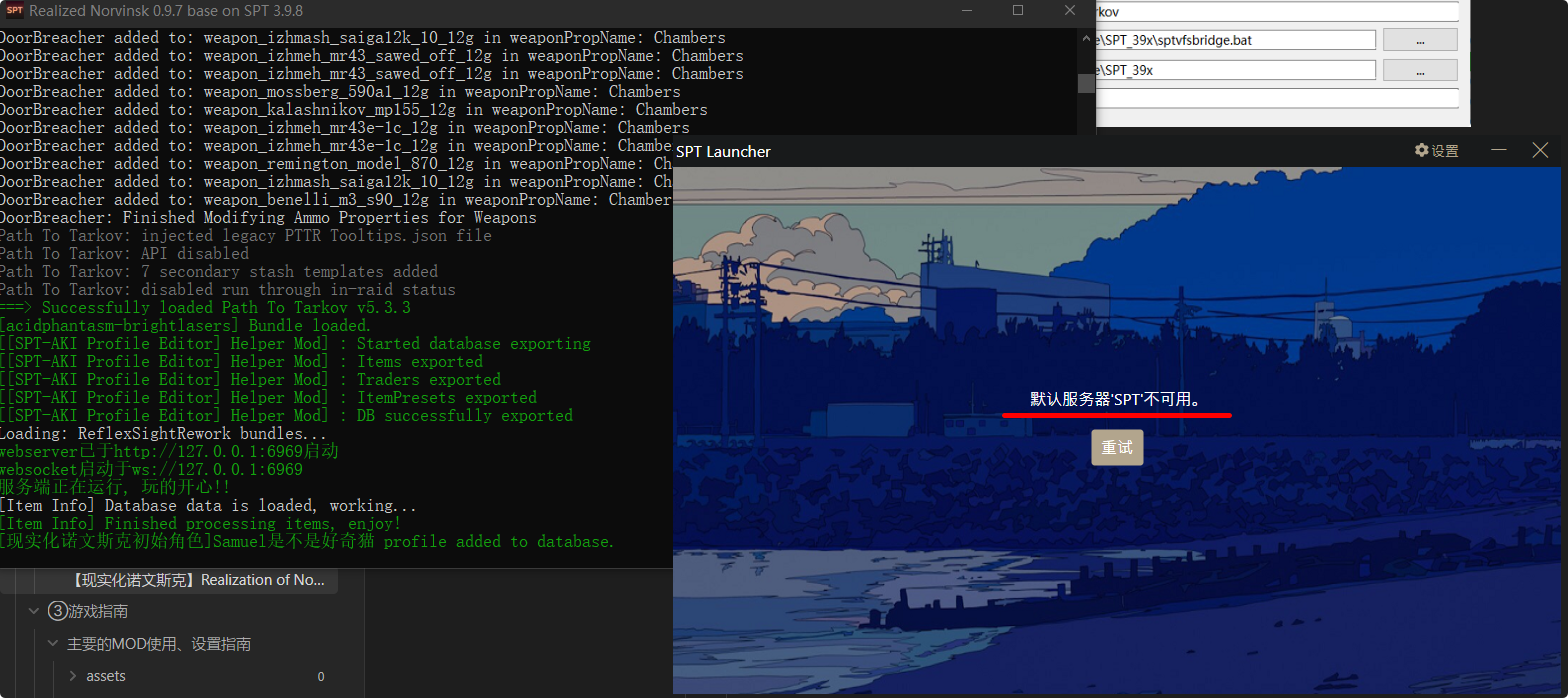 SPT Realized Norvinsk 0.9.7 base on SPT 3.9.8
DoorBreacher added to: weapon_izhmash_saiga12k_10_12g in weaponPropName: Chambers
DoorBreacher added to: weapon_izhmeh_mr43_sawed_off_12g in weaponPropName: Chambers
DoorBreacher added to: weapon_izhmeh_mr43_sawed_off_12g in weaponPropName: Chambers
DoorBreacher added to: weapon_mossberg_590a1_12g in weaponPropName: Chambers
DoorBreacher added to: weapon_kalashnikov_mp155_12g in weaponPropName: Chambers
DoorBreacher added to: weapon_izhmeh_mr43e-1c_12g in weaponPropName: Chambers
DoorBreacher added to: weapon_izhmeh_mr43e-1c_12g in weaponPropName: Chambe
DoorBreacher added to: weapon_remington_model_870_12g in weaponPropName: Ch
DoorBreacher added to: weapon_izhmash_saiga12k_10_12g in weaponPropName: Ch
DoorBreacher added to: weapon_benelli_m3_s90_12g in weaponPropName: Chamber
DoorBreacher: Finished Modifying Ammo Properties for Weapons
Path To Tarkov: injected legacy PTTR Tooltips.json file
Path To Tarkov: API disabled
Path To Tarkov: 7 secondary stash templates added
Path To Tarkov: disabled run through in-raid status
===> Successfully loaded Path To Tarkov v5.3.3
[acidphantasm-brightlasers] Bundle loaded.
[[SPT-AKI Profile Editor] Helper Mod] : Started database exporting
[[SPT-AKI Profile Editor] Helper Mod] : Items exported
[[SPT-AKI Profile Editor] Helper Mod] : Traders exported
[[SPT-AKI Profile Editor] Helper Mod] : ItemPresets exported
[[SPT-AKI Profile Editor] Helper Mod] : DB successfully exported
Loading: ReflexSightRework bundles...
webserver已于http://127.0.0.1:6969启动
websocket启动于ws://127.0.0.1:6969
服务端正在运行, 玩的开心!!
[Item Info] Database data is loaded, working...
[Item Info] Finished processing items, enjoy!
[现实化诺文斯克初始角色]Samuel是不是好奇猫 profile added to database.
rkov
e\SPT_39x\sptvfsbridge.bat
...
e\SPT_39x
...
SPT Launcher
设置
默认服务器'SPT'不可用。
重试
【现实化诺文斯克】Realization of No...
③游戏指南
主要的MOD使用、设置指南
assets 0